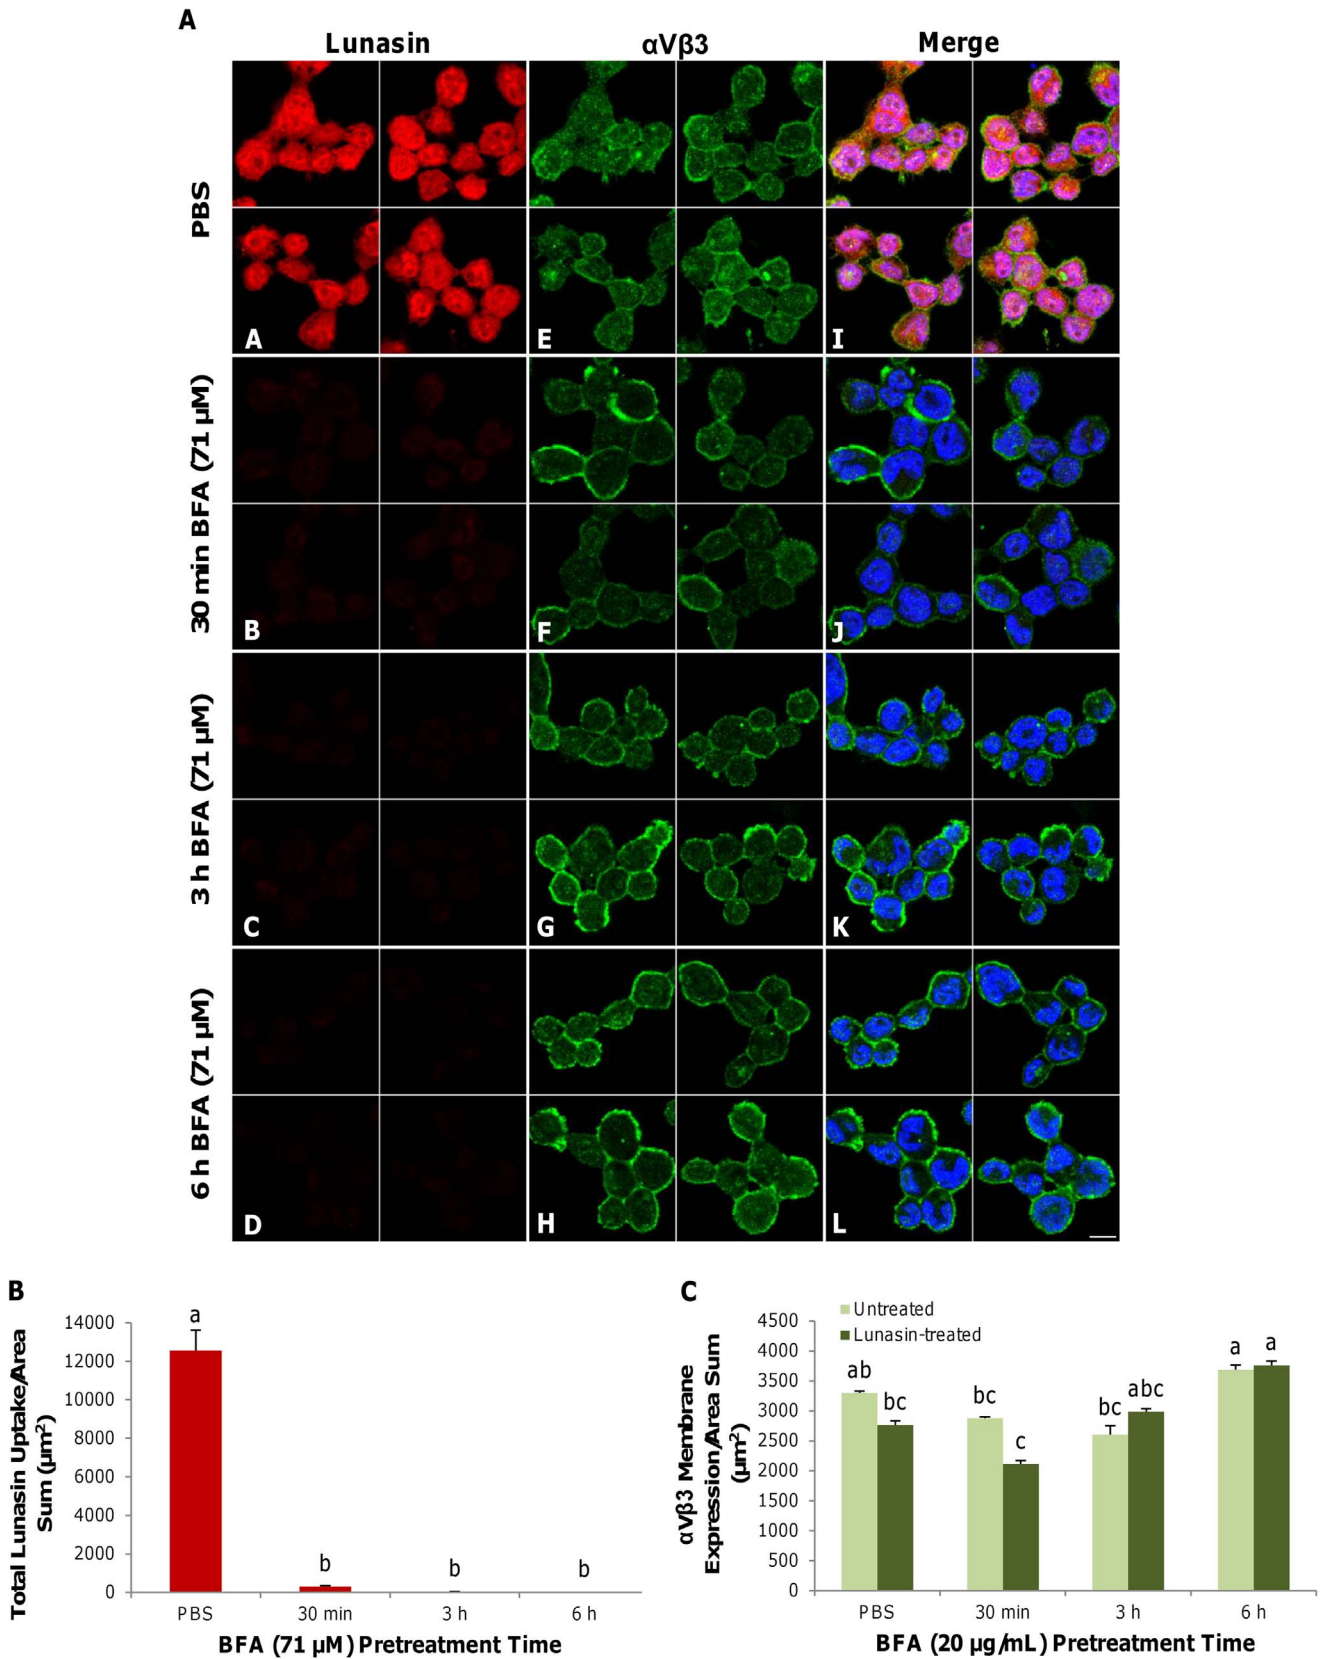 A
Lunasin
αVβ3
Merge
PBS
A
E
I
30 min BFA (71 µM)
B
F
J
3 h BFA (71 µM)
C
G
K
6 h BFA (71 µM)
D
H
L
B
Total Lunasin Uptake/Area
Sum (µm²)
14000
12000
10000
8000
6000
4000
2000
0
a
b
b
b
PBS
30 min
3 h
6 h
BFA (71 µM) Pretreatment Time
C
Untreated
Lunasin-treated
αVβ3 Membrane
Expression/Area Sum
(µm²)
4500
4000
3500
3000
2500
2000
1500
1000
500
0
ab
bc
bc
c
bc
abc
a
a
PBS
30 min
3 h
6 h
BFA (20 µg/mL) Pretreatment Time